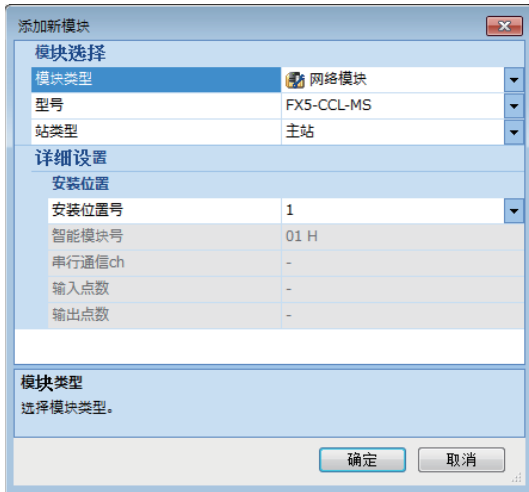 添加新模块
模块选择
模块类型 网络模块
型号 FX5-CCL-MS
站类型 主站
详细设置
安装位置
安装位置号 1
智能模块号 01 H
串行通信ch -
输入点数 -
输出点数 -
模块类型
选择模块类型。
确定 取消